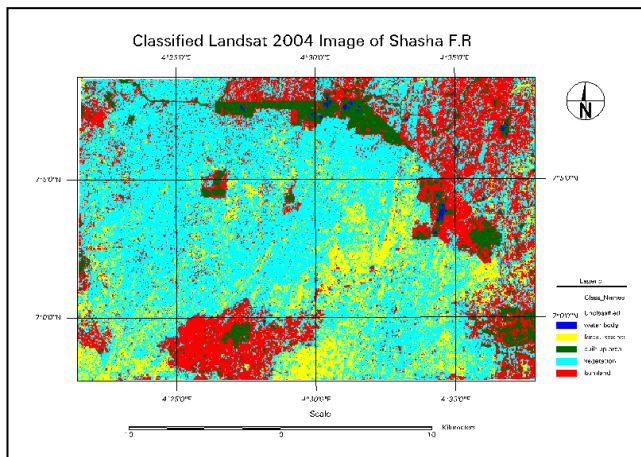 Classified Landsat 2004 Image of Shasha F.R
4°25'0"E 4°30'0"E 4°35'0"E
N
7°5'0"N 7°5'0"N
7°0'0"N 7°0'0"N
Legend
Class_Names
Unclassified
water body
built up area
vegetation
farmland
4°25'0"E 4°30'0"E 4°35'0"E
Scale
Kilometers
10 0 10